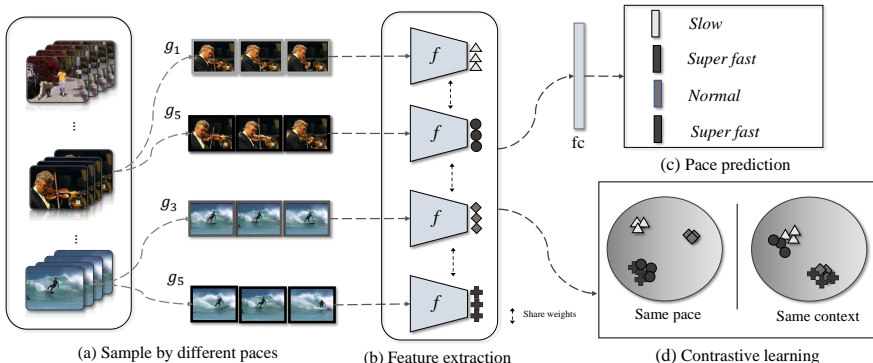 g1
g5
g3
g5
...
...
f
f
f
f
Share weights
fc
Slow
Super fast
Normal
Super fast
(c) Pace prediction
Same pace
Same context
(a) Sample by different paces
(b) Feature extraction
(d) Contrastive learning